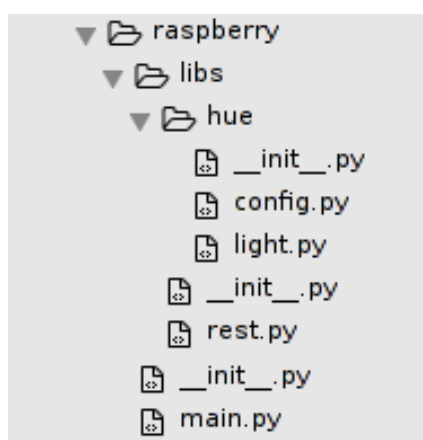 raspberry
libs
hue
__init__.py
config.py
light.py
__init__.py
rest.py
__init__.py
main.py